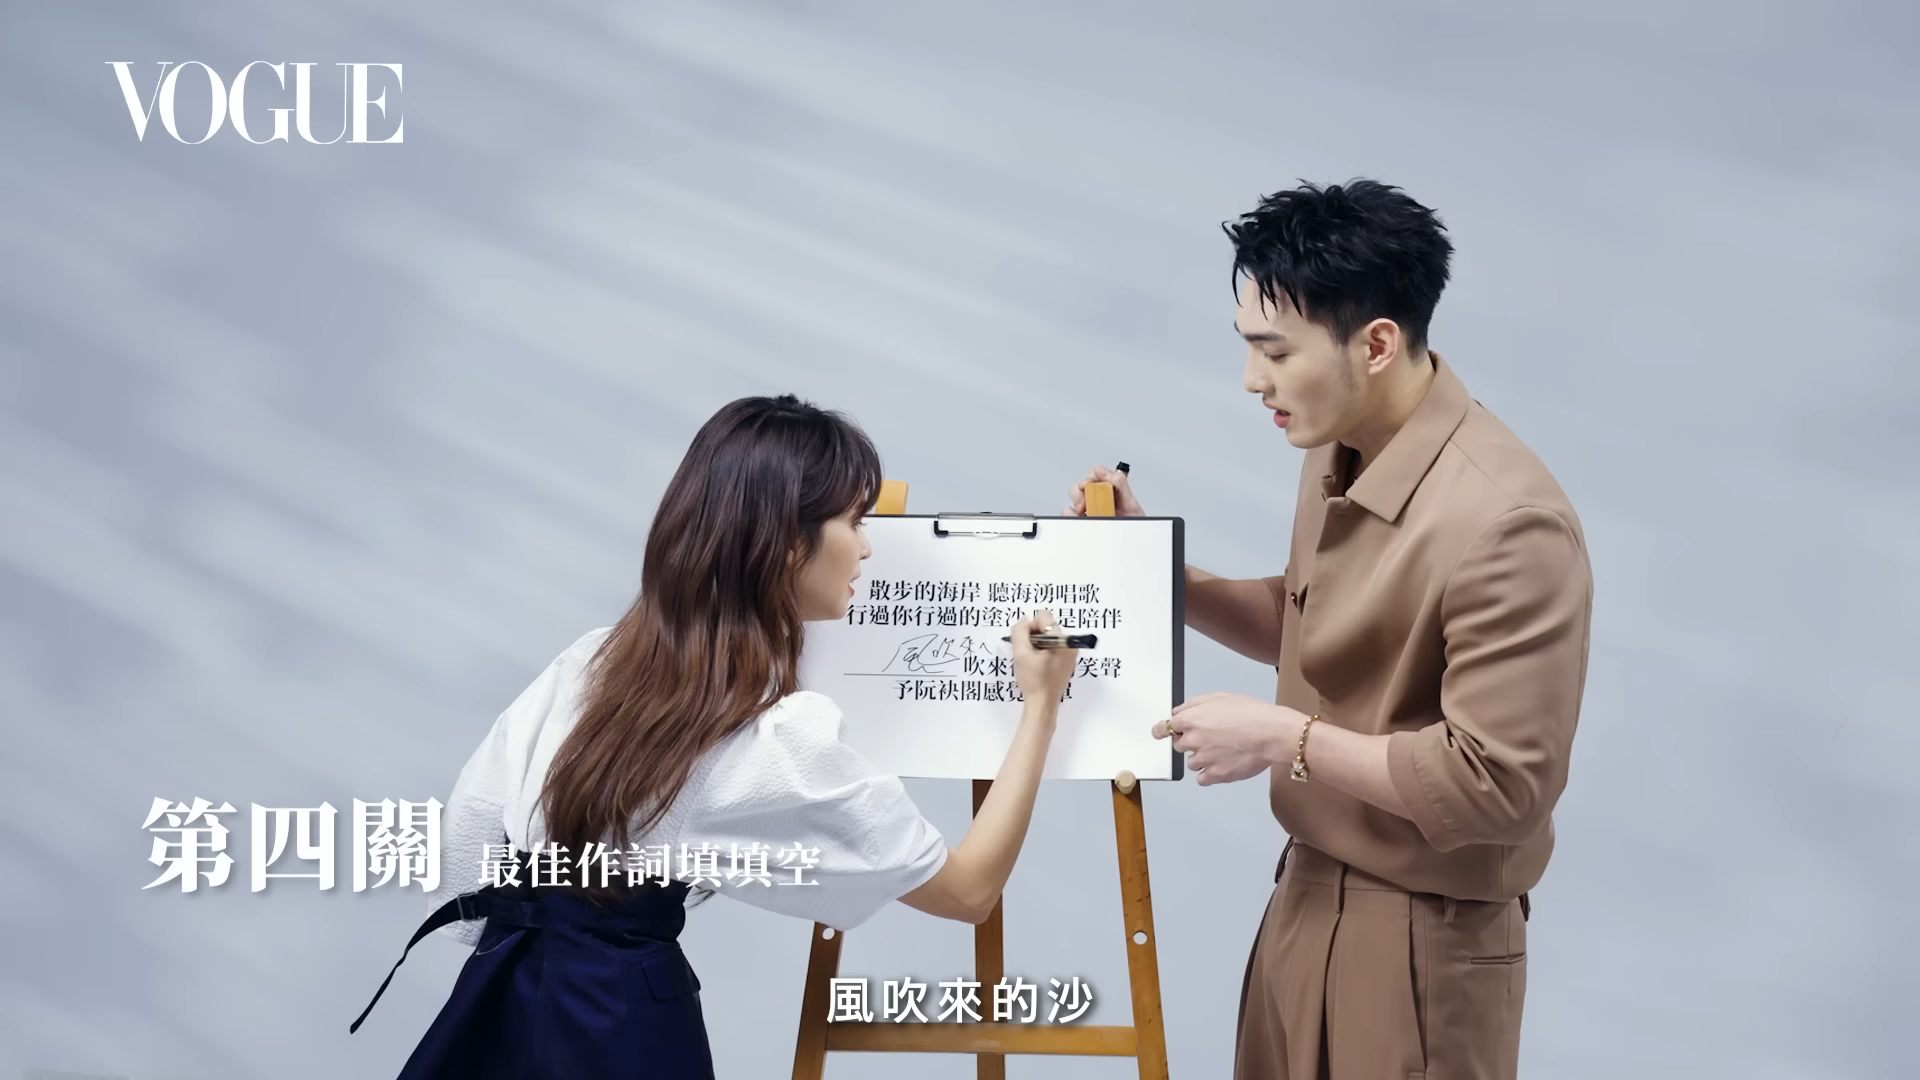 VOGUE
散步的海岸 聽海湧唱歌
行過你行過的塗沙 是陪伴
風吹來
吹來 笑聲
予阮袂閣感覺 單
第四關 最佳作詞填填空
風吹來的沙